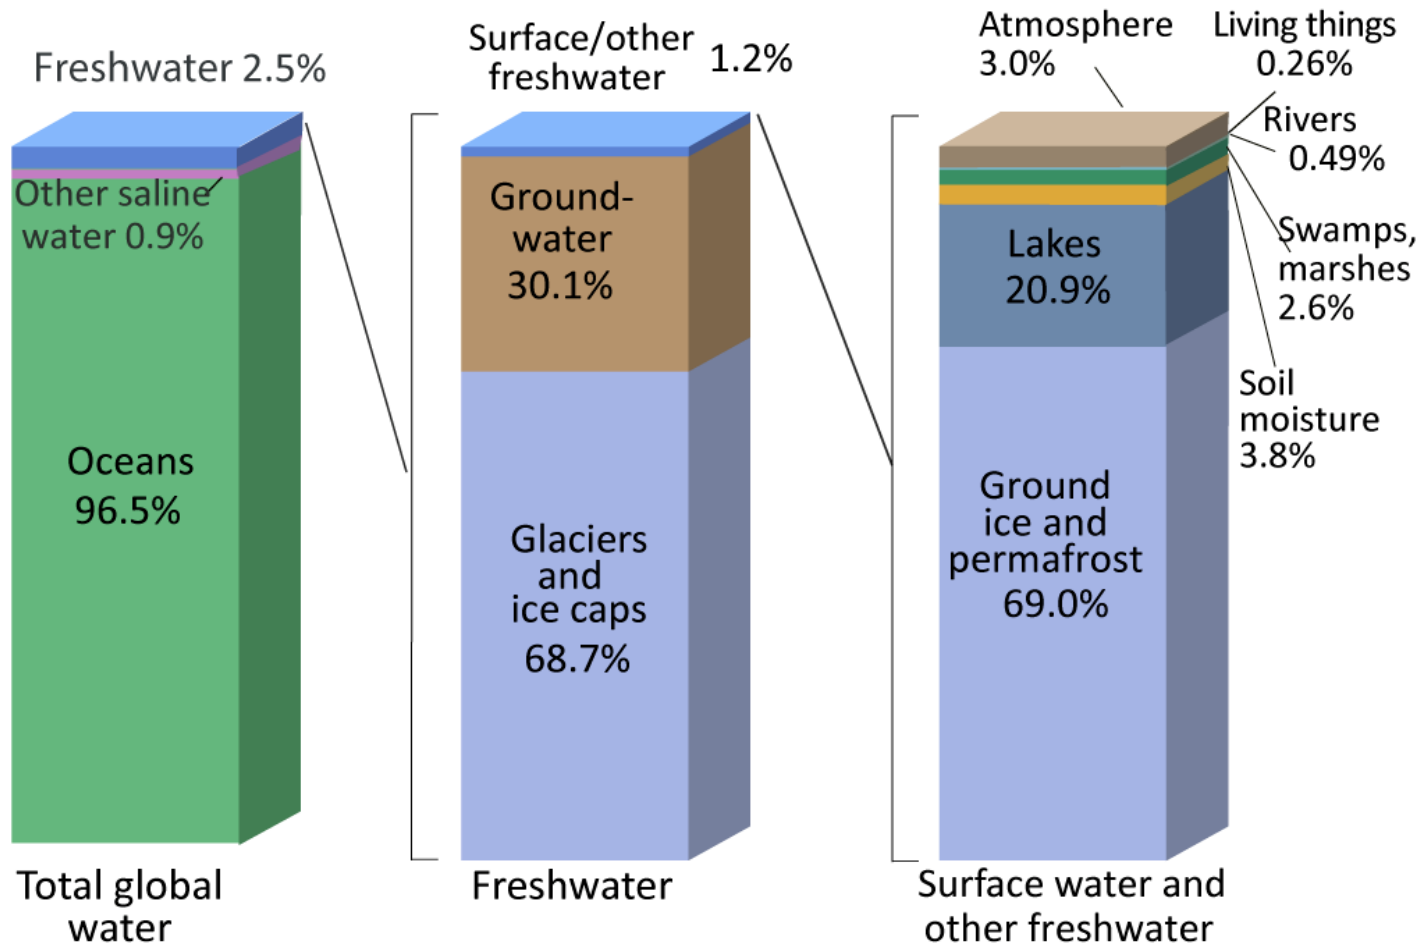 Freshwater 2.5%
Other saline
water 0.9%
Oceans
96.5%
Total global
water
Surface/other
freshwater
1.2%
Ground-
water
30.1%
Glaciers
and
ice caps
68.7%
Freshwater
Atmosphere
3.0%
Living things
0.26%
Rivers
0.49%
Swamps,
marshes
2.6%
Soil
moisture
3.8%
Lakes
20.9%
Ground
ice and
permafrost
69.0%
Surface water and
other freshwater